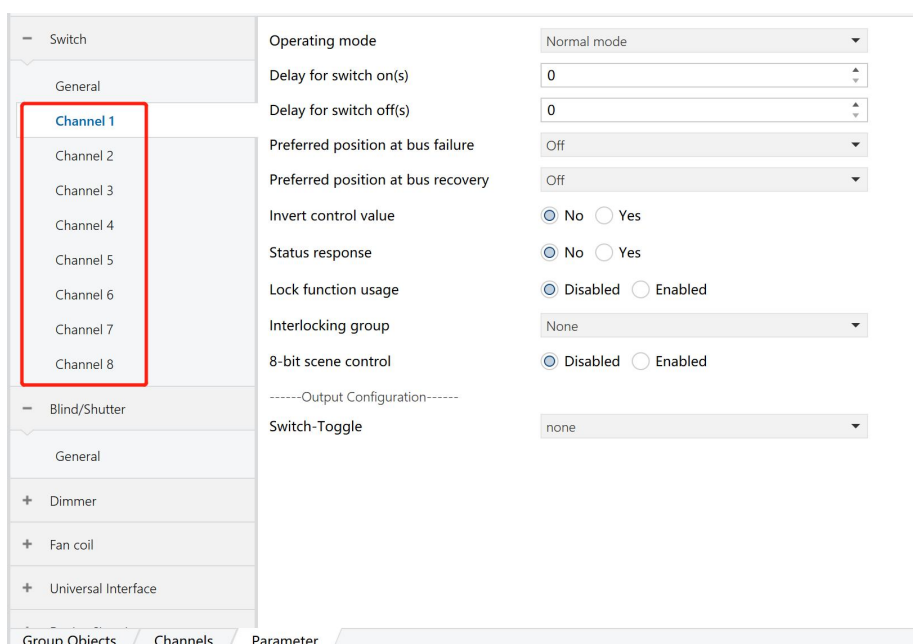 Switch
General
Channel 1
Channel 2
Channel 3
Channel 4
Channel 5
Channel 6
Channel 7
Channel 8
Blind/Shutter
General
Dimmer
Fan coil
Universal Interface
Operating mode Normal mode
Delay for switch on(s) 0
Delay for switch off(s) 0
Preferred position at bus failure Off
Preferred position at bus recovery Off
Invert control value No Yes
Status response No Yes
Lock function usage Disabled Enabled
Interlocking group None
8-bit scene control Disabled Enabled
------Output Configuration------
Switch-Toggle none
Group Objects Channels Parameter